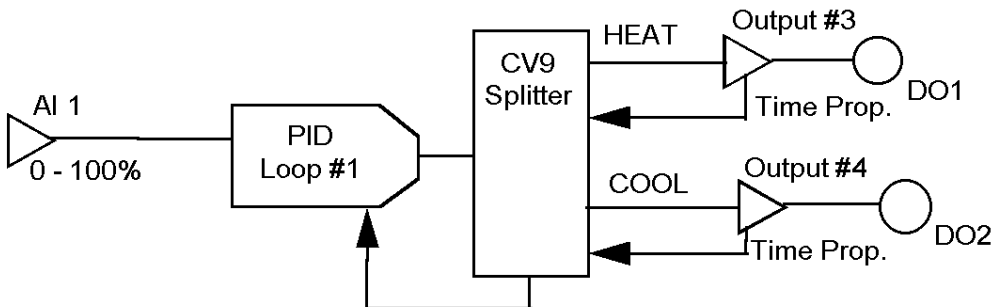 AI 1
0 - 100%
PID
Loop #1
CV9
Splitter
HEAT
Output #3
Time Prop.
DO1
COOL
Output #4
Time Prop.
DO2